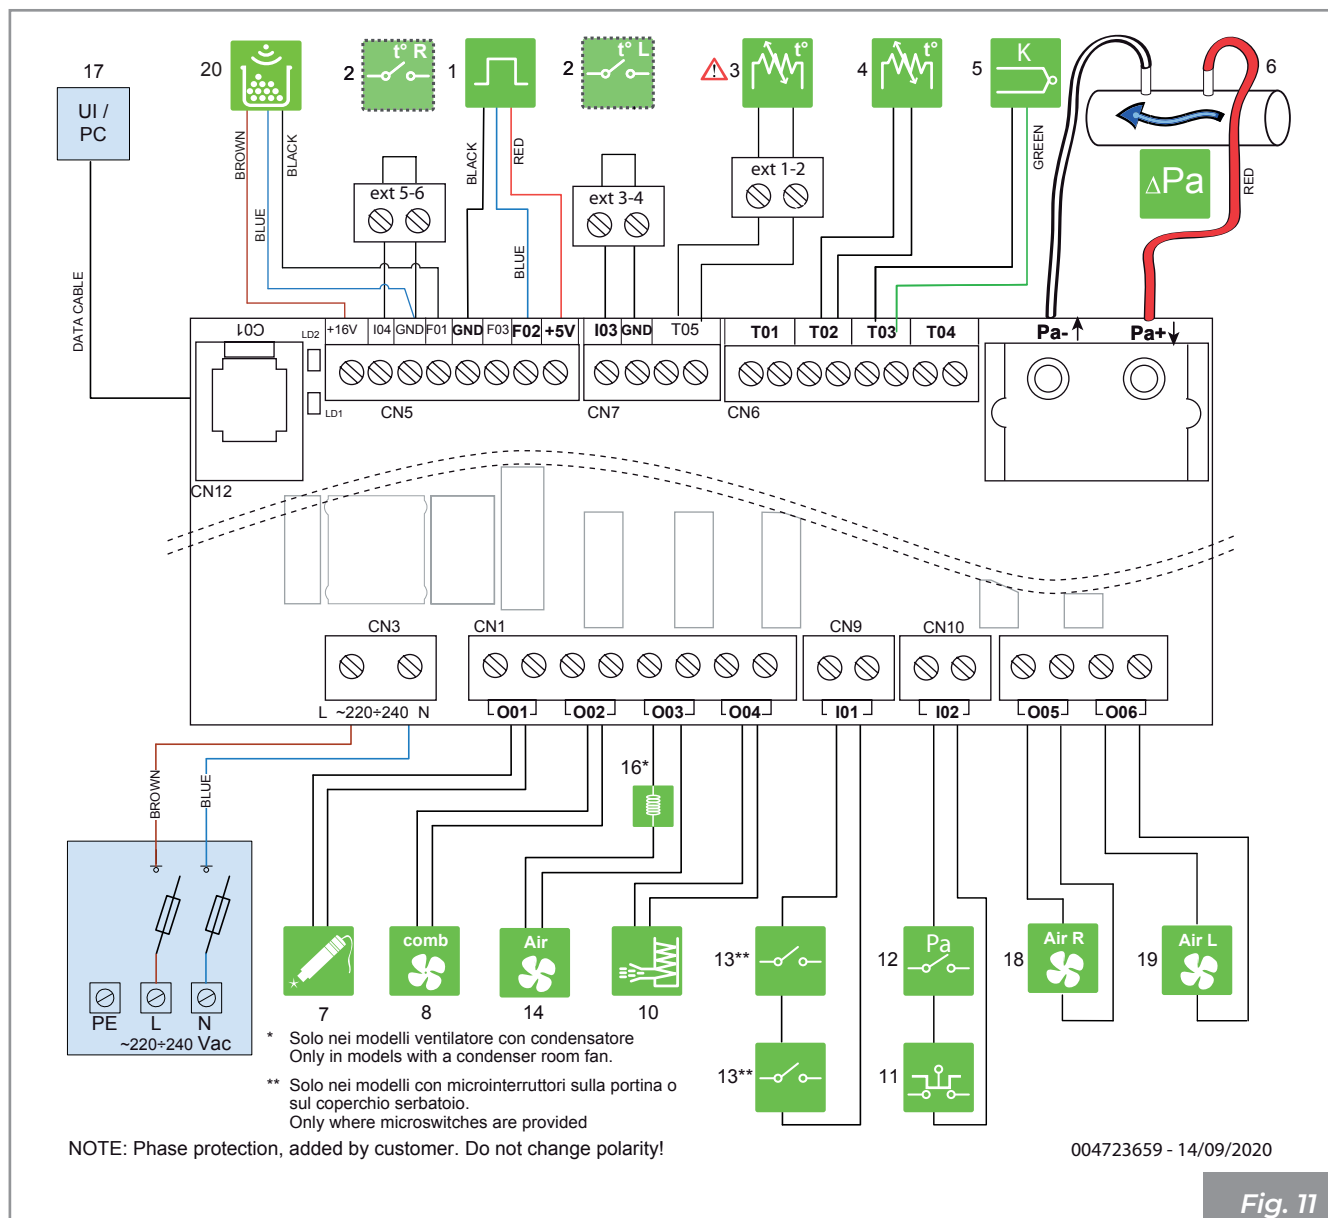 17
UI /
PC
20
2
t° R
1
2
t° L
3
t°
4
t°
5
K
6
BROWN
BLUE
BLACK
BLACK
RED
BLUE
GREEN
RED
DATA CABLE
ext 5-6
ext 3-4
ext 1-2
ΔPa
C01
LD2
+16V
I04
GND
F01
GND
F03
F02
+5V
I03
GND
T05
T01
T02
T03
T04
Pa-
Pa+
LD1
CN5
CN7
CN6
CN12
CN3
CN1
CN9
CN10
L ~220÷240 N
O01
O02
O03
O04
I01
I02
O05
O06
BROWN
BLUE
16*
comb
Air
13**
12
Pa
18
Air R
19
Air L
7
8
14
10
13**
11
PE
L
N
~220÷240 Vac
* Solo nei modelli ventilatore con condensatore
Only in models with a condenser room fan.
** Solo nei modelli con microinterruttori sulla portina o
sul coperchio serbatoio.
Only where microswitches are provided
NOTE: Phase protection, added by customer. Do not change polarity!
004723659 - 14/09/2020
Fig. 11